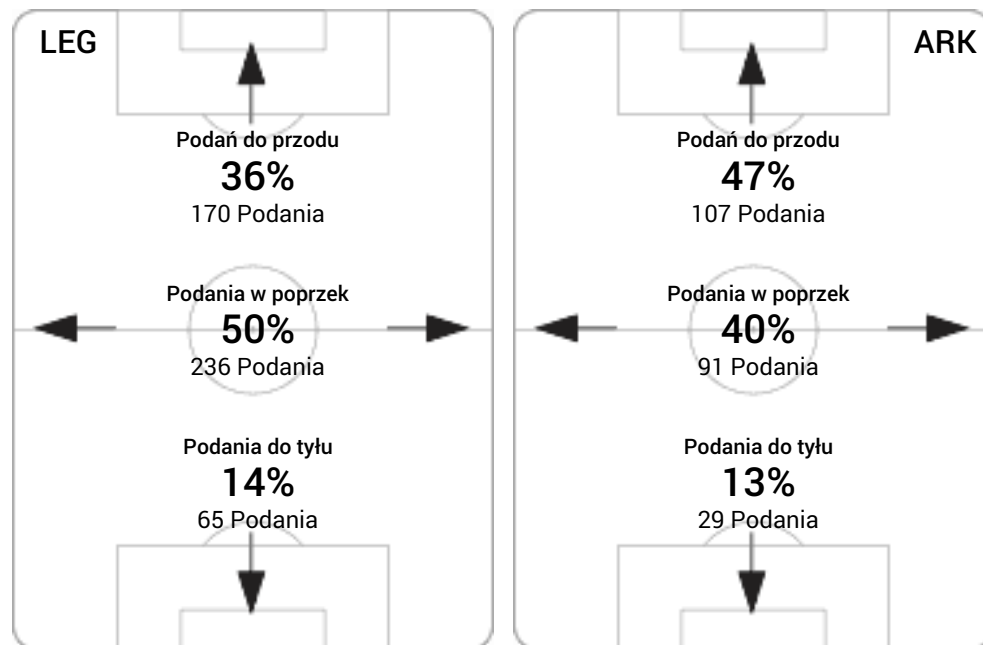 LEG
Podań do przodu
36%
170 Podania
Podania w poprzek
50%
236 Podania
Podania do tyłu
14%
65 Podania
ARK
Podań do przodu
47%
107 Podania
Podania w poprzek
40%
91 Podania
Podania do tyłu
13%
29 Podania